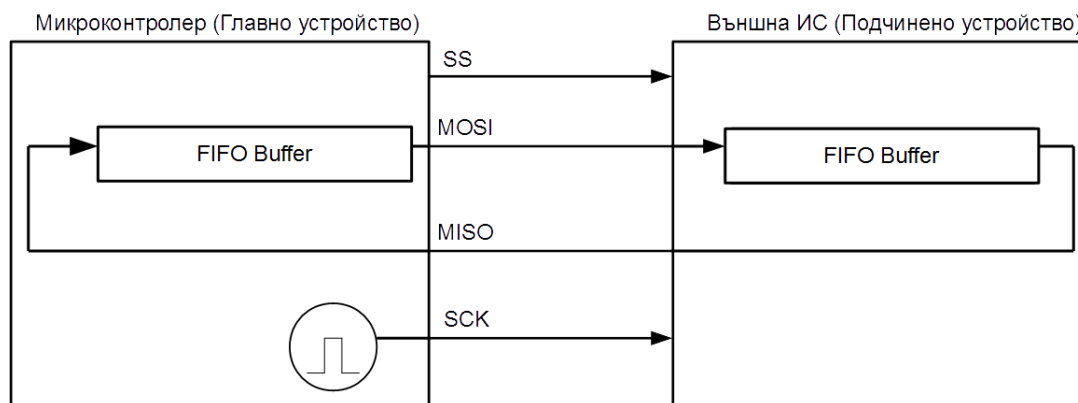 Микроконтролер (Главно устройство)
Външна ИС (Подчинено устройство)
SS
MOSI
FIFO Buffer
FIFO Buffer
MISO
SCK